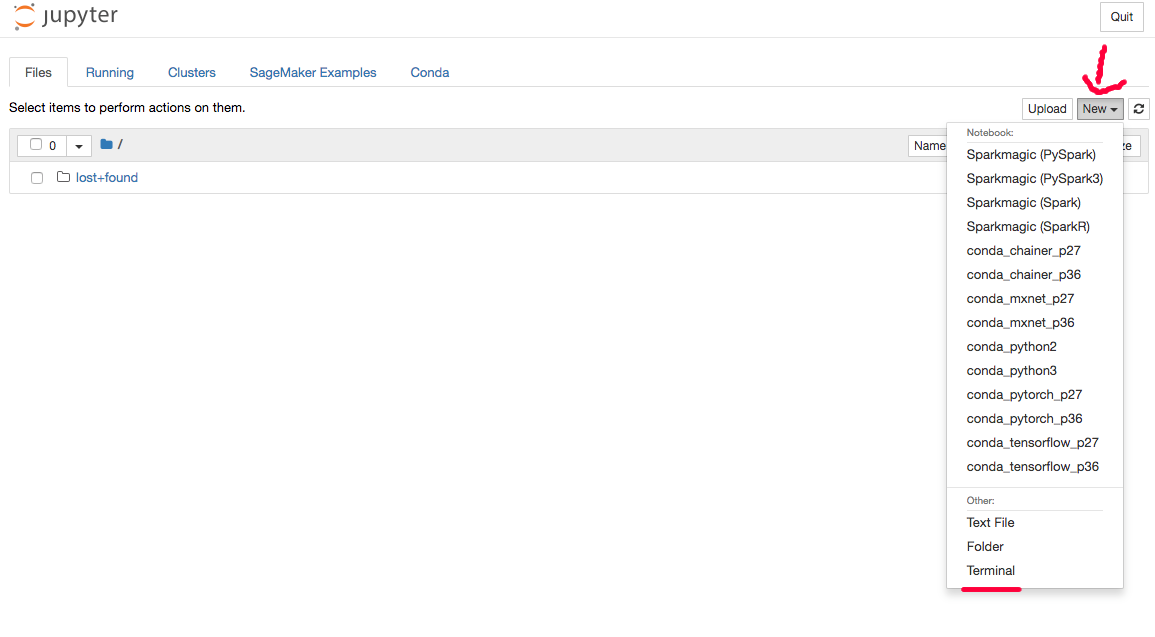 jupyter
Quit
Files Running Clusters SageMaker Examples Conda
Select items to perform actions on them.
Upload New
0 /
Name ze
lost+found
Notebook:
Sparkmagic (PySpark)
Sparkmagic (PySpark3)
Sparkmagic (Spark)
Sparkmagic (SparkR)
conda_chainer_p27
conda_chainer_p36
conda_mxnet_p27
conda_mxnet_p36
conda_python2
conda_python3
conda_pytorch_p27
conda_pytorch_p36
conda_tensorflow_p27
conda_tensorflow_p36
Other:
Text File
Folder
Terminal